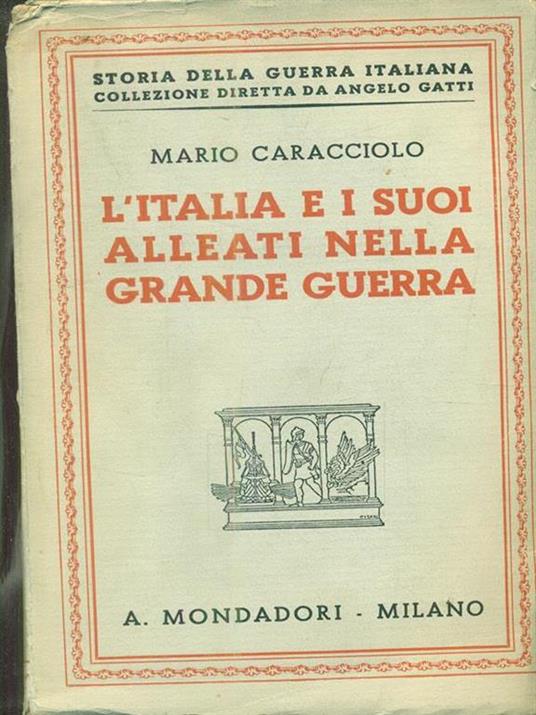 STORIA DELLA GUERRA ITALIANA
COLLEZIONE DIRETTA DA ANGELO GATTI
MARIO CARACCIOLO
L'ITALIA E I SUOI
ALLEATI NELLA
GRANDE GUERRA
A. MONDADORI - MILANO